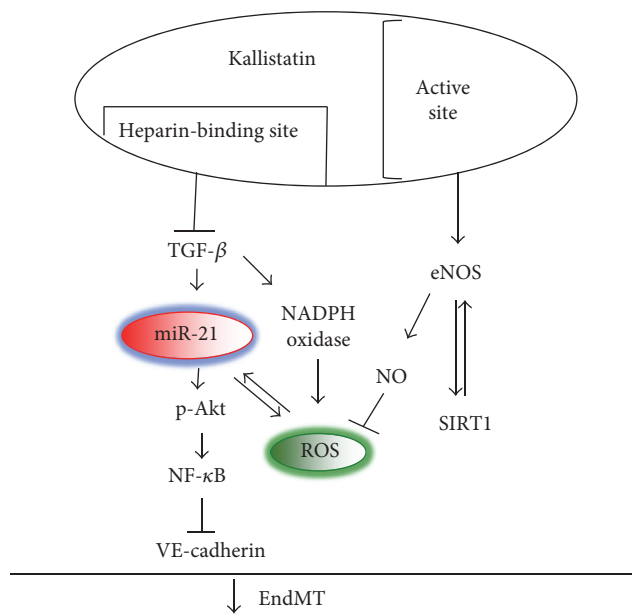 Kallistatin
Active
site
Heparin-binding site
TGF-β
eNOS
miR-21
NADPH
oxidase
NO
p-Akt
SIRT1
ROS
NF-κB
VE-cadherin
EndMT